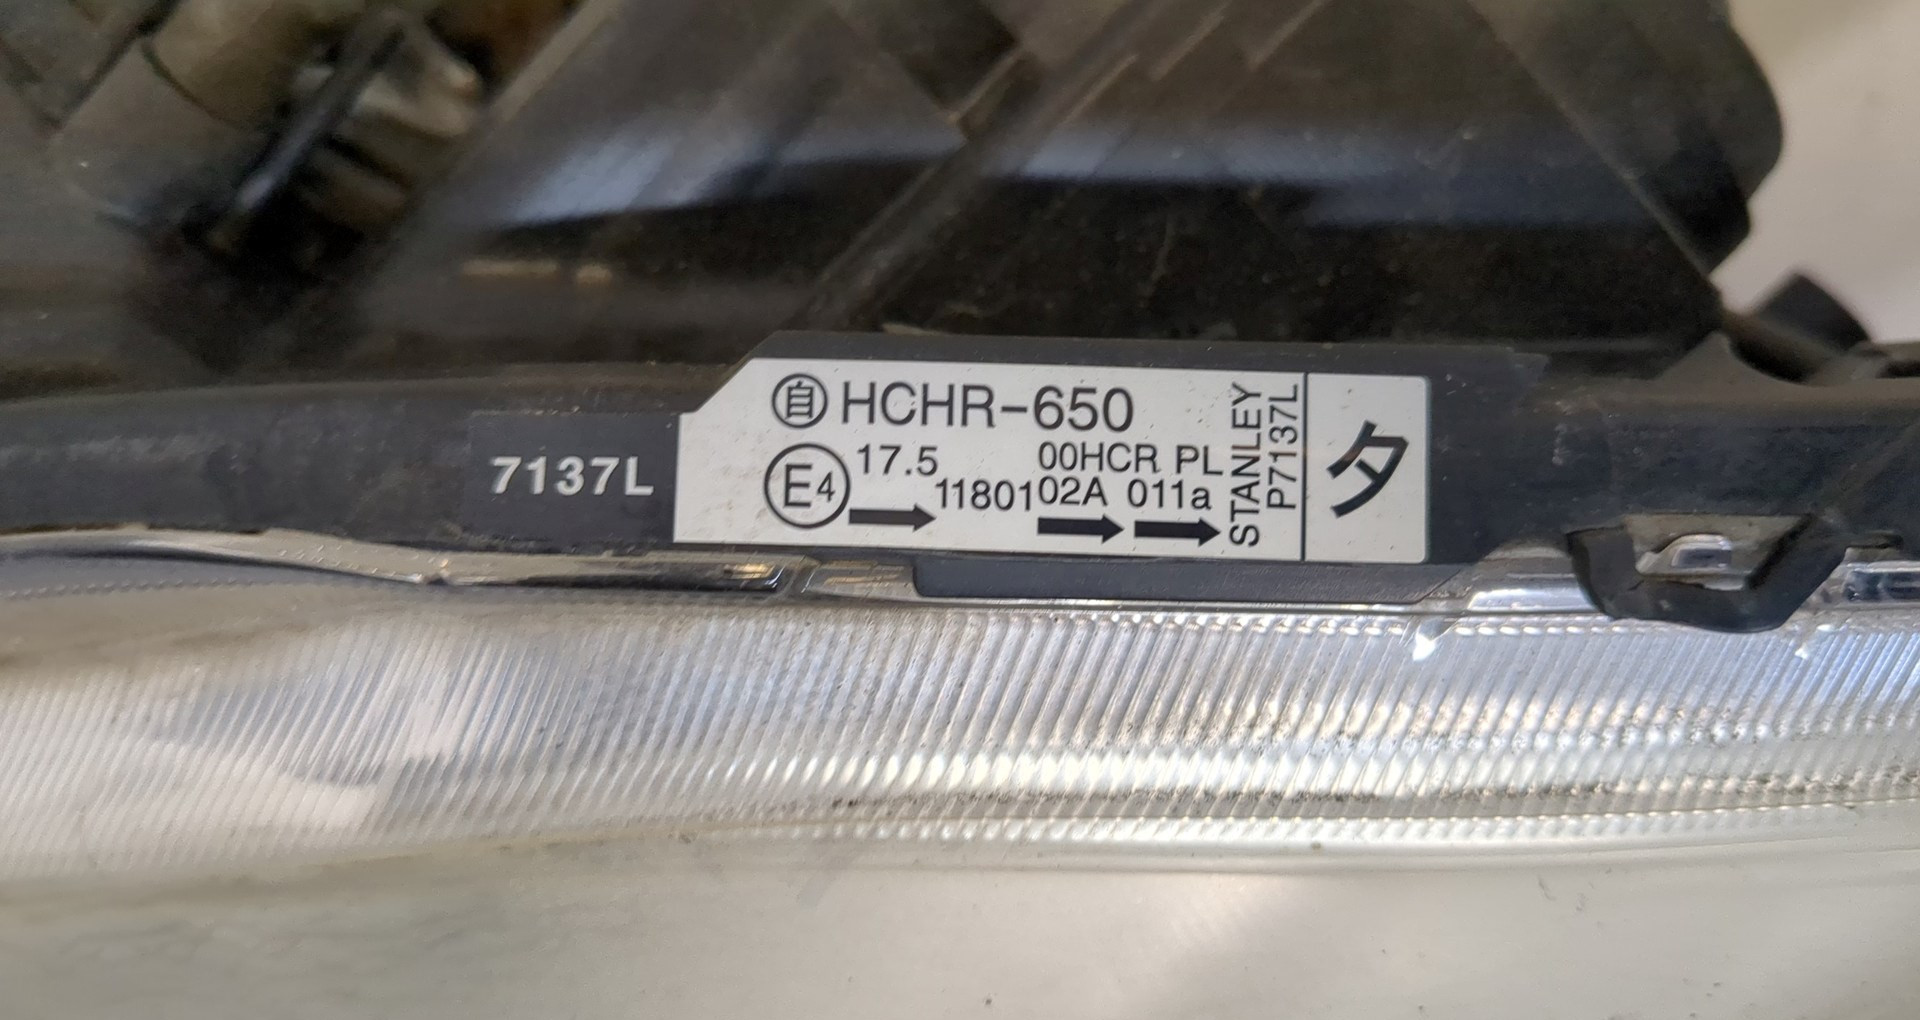 7137L
自 HCHR-650
E4 17.5 00HCR PL
11801 02A 011a
STANLEY
P7137L
タ